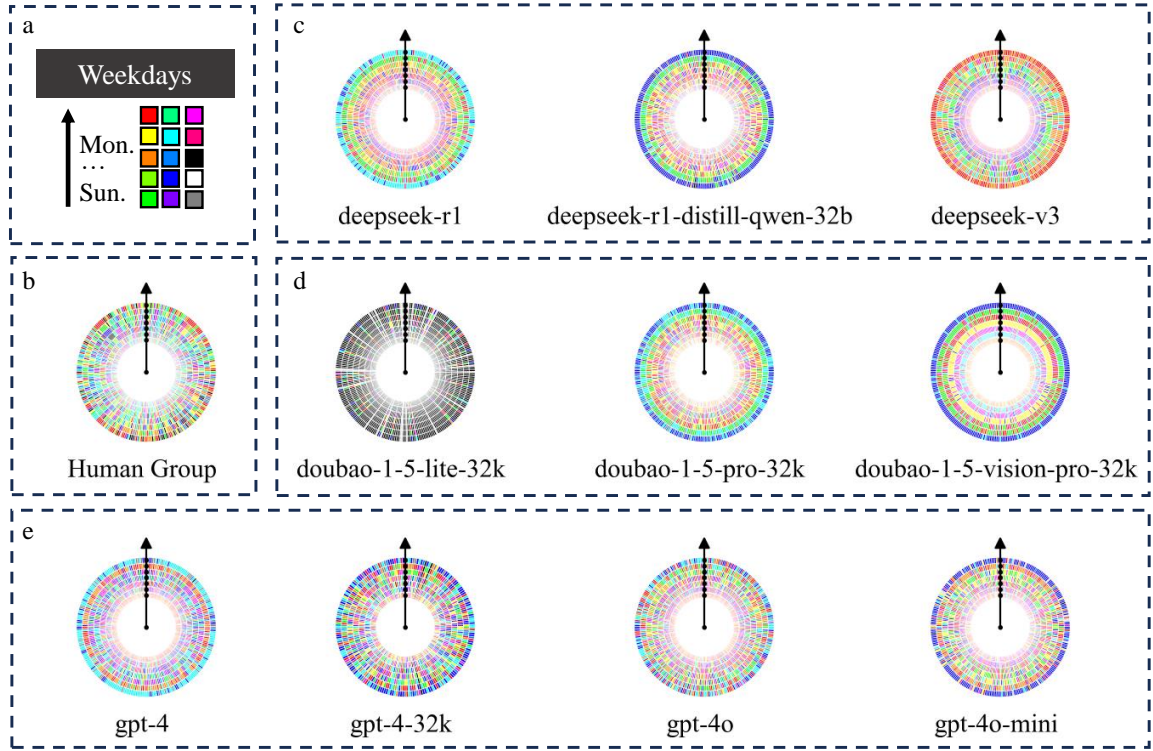 a
Weekdays
Mon.
...
Sun.
c
deepseek-r1
deepseek-r1-distill-qwen-32b
deepseek-v3
b
Human Group
d
doubao-1-5-lite-32k
doubao-1-5-pro-32k
doubao-1-5-vision-pro-32k
e
gpt-4
gpt-4-32k
gpt-4o
gpt-4o-mini